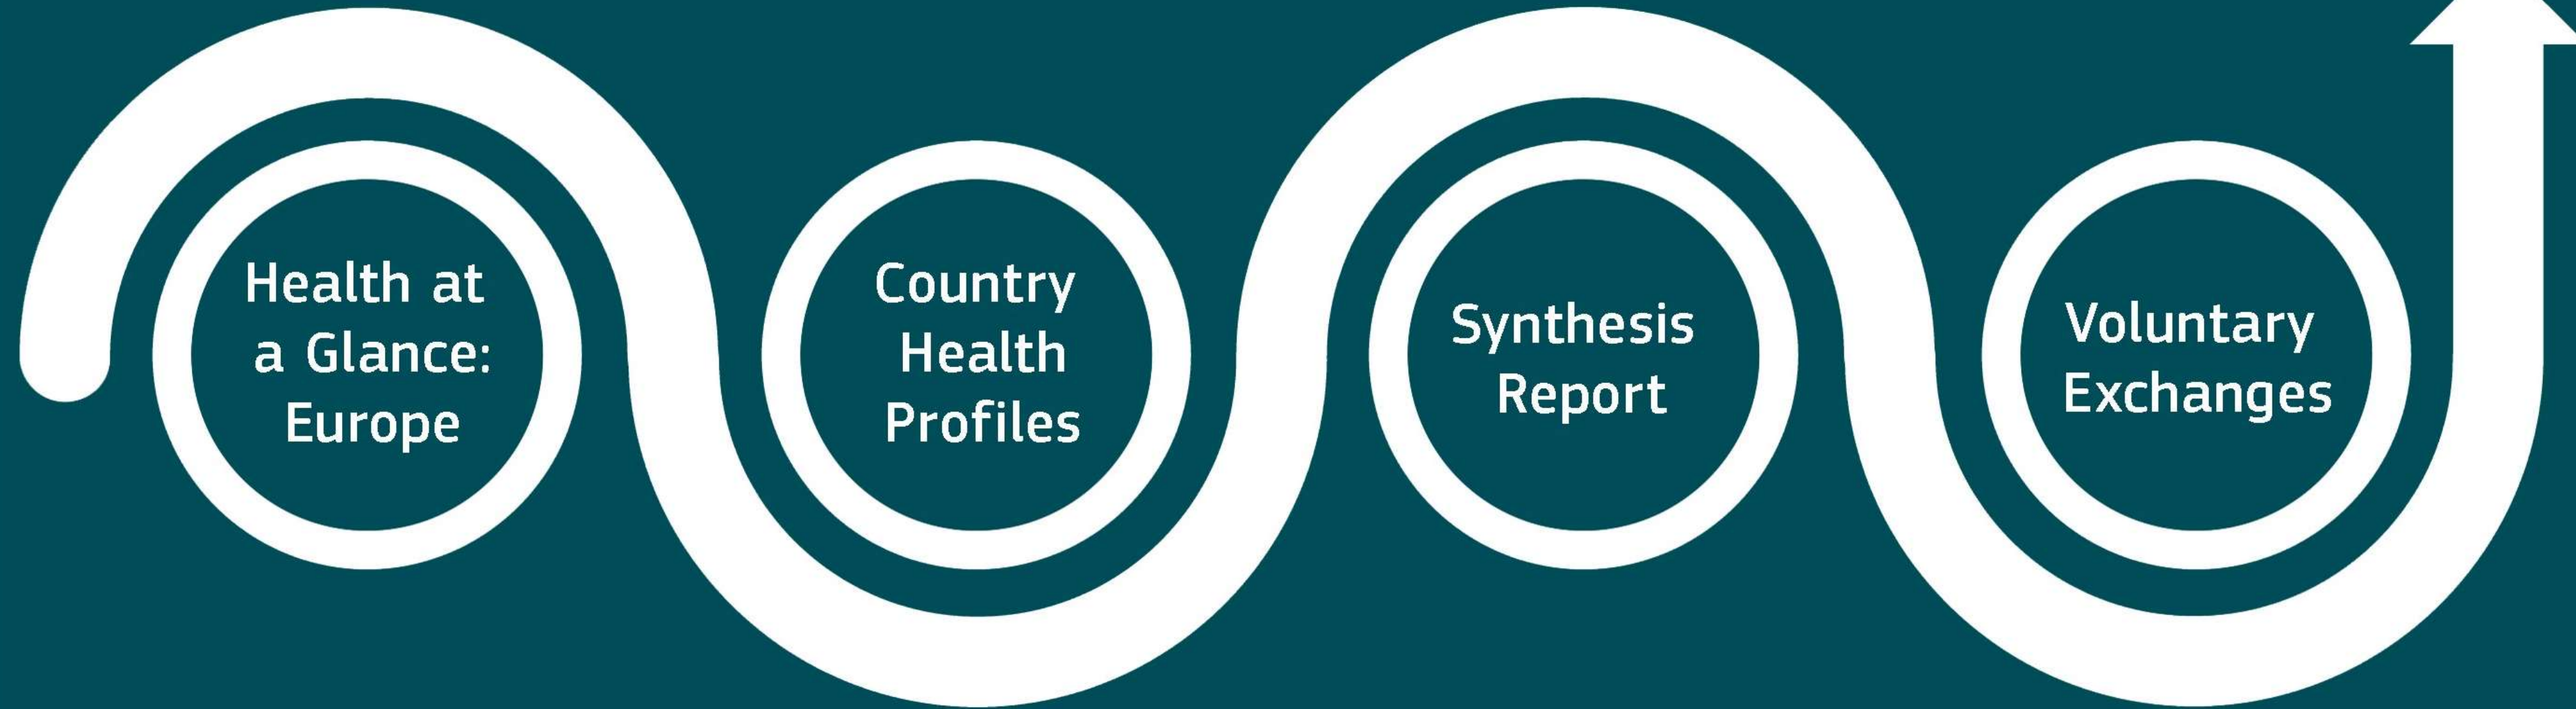 Health at
a Glance:
Europe
Country
Health
Profiles
Synthesis
Report
Voluntary
Exchanges